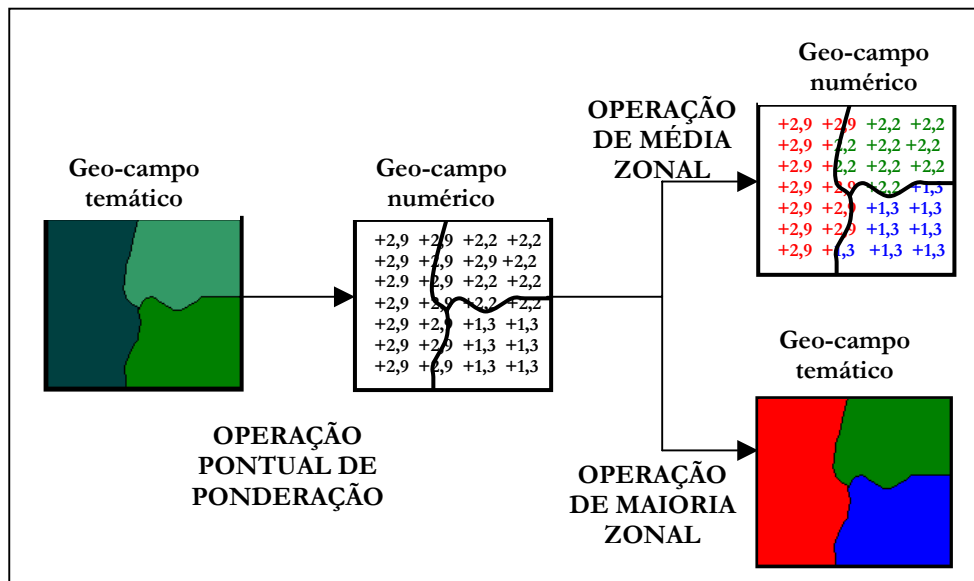 Geo-campo
temático
OPERAÇÃO
PONTUAL DE
PONDERAÇÃO
Geo-campo
numérico
+2,9 +2,9 +2,2 +2,2
+2,9 +2,9 +2,9 +2,2
+2,9 +2,9 +2,2 +2,2
+2,9 +2,9 +2,2 +2,2
+2,9 +2,9 +1,3 +1,3
+2,9 +2,9 +1,3 +1,3
+2,9 +2,9 +1,3 +1,3
OPERAÇÃO
DE MÉDIA
ZONAL
Geo-campo
numérico
+2,9 +2,9 +2,2 +2,2
+2,9 +2,2 +2,2 +2,2
+2,9 +2,2 +2,2 +2,2
+2,9 +2,9 +2,2 +1,3
+2,9 +2,9 +1,3 +1,3
+2,9 +2,9 +1,3 +1,3
+2,9 +1,3 +1,3 +1,3
OPERAÇÃO
DE MAIORIA
ZONAL
Geo-campo
temático